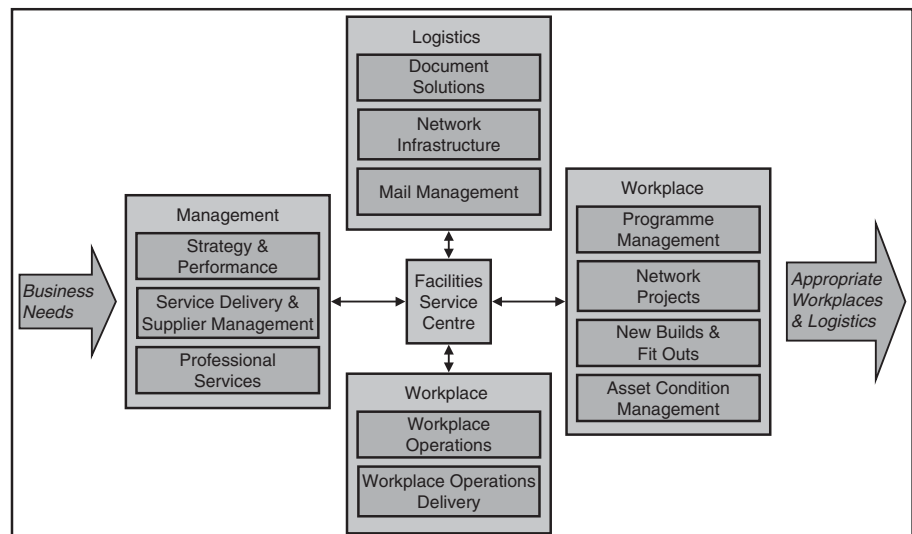 Logistics
Document
Solutions
Network
Infrastructure
Mail Management
Management
Strategy &
Performance
Service Delivery &
Supplier Management
Professional
Services
Business
Needs
Facilities
Service
Centre
Workplace
Programme
Management
Network
Projects
New Builds &
Fit Outs
Asset Condition
Management
Appropriate
Workplaces
& Logistics
Workplace
Workplace
Operations
Workplace Operations
Delivery